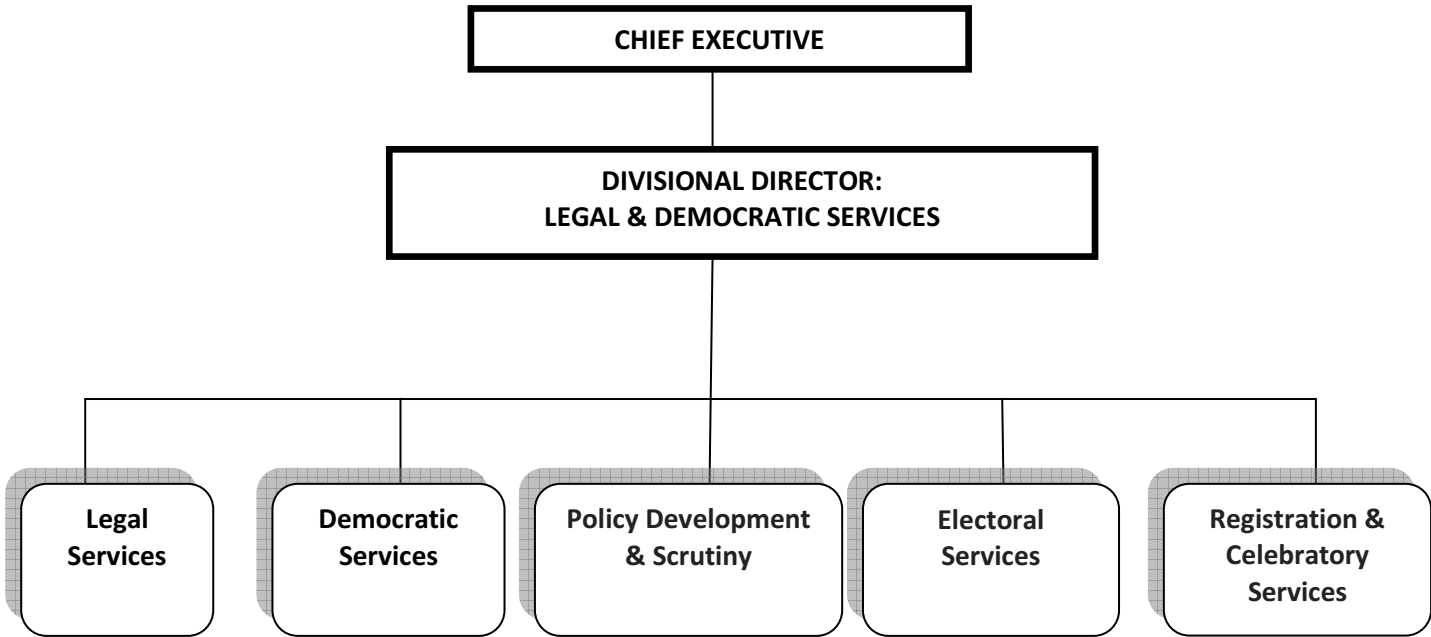 CHIEF EXECUTIVE
DIVISIONAL DIRECTOR:
LEGAL & DEMOCRATIC SERVICES
Legal
Services
Democratic
Services
Policy Development
& Scrutiny
Electoral
Services
Registration &
Celebratory
Services